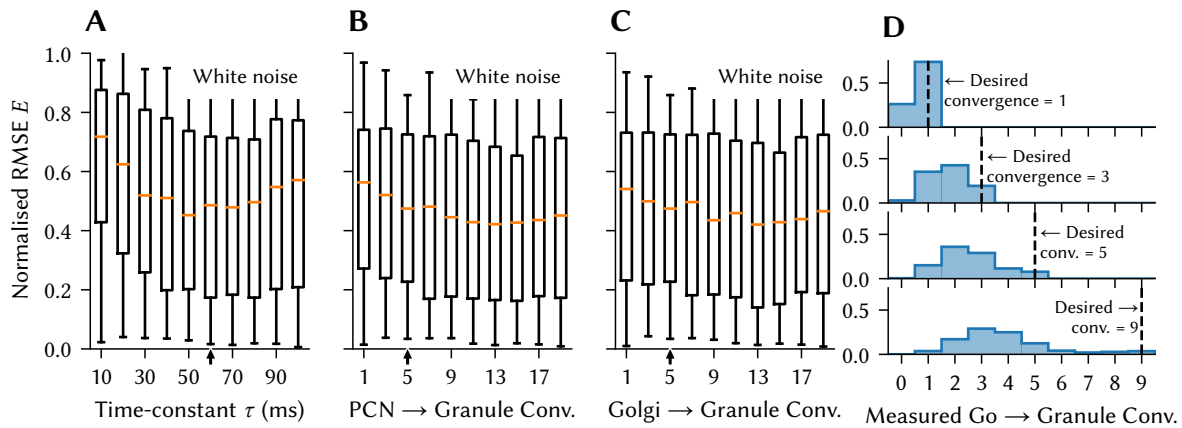 A
B
C
D
Normalised RMSE E
1.0
0.8
0.6
0.4
0.2
0.0
White noise
10 30 50 70 90
Time-constant τ (ms)
White noise
1 5 9 13 17
PCN → Granule Conv.
White noise
1 5 9 13 17
Golgi → Granule Conv.
0.5
0.0
← Desired
convergence = 1
0.5
0.0
← Desired
convergence = 3
0.5
0.0
← Desired
conv. = 5
0.5
0.0
Desired →
conv. = 9
0 1 2 3 4 5 6 7 8 9
Measured Go → Granule Conv.